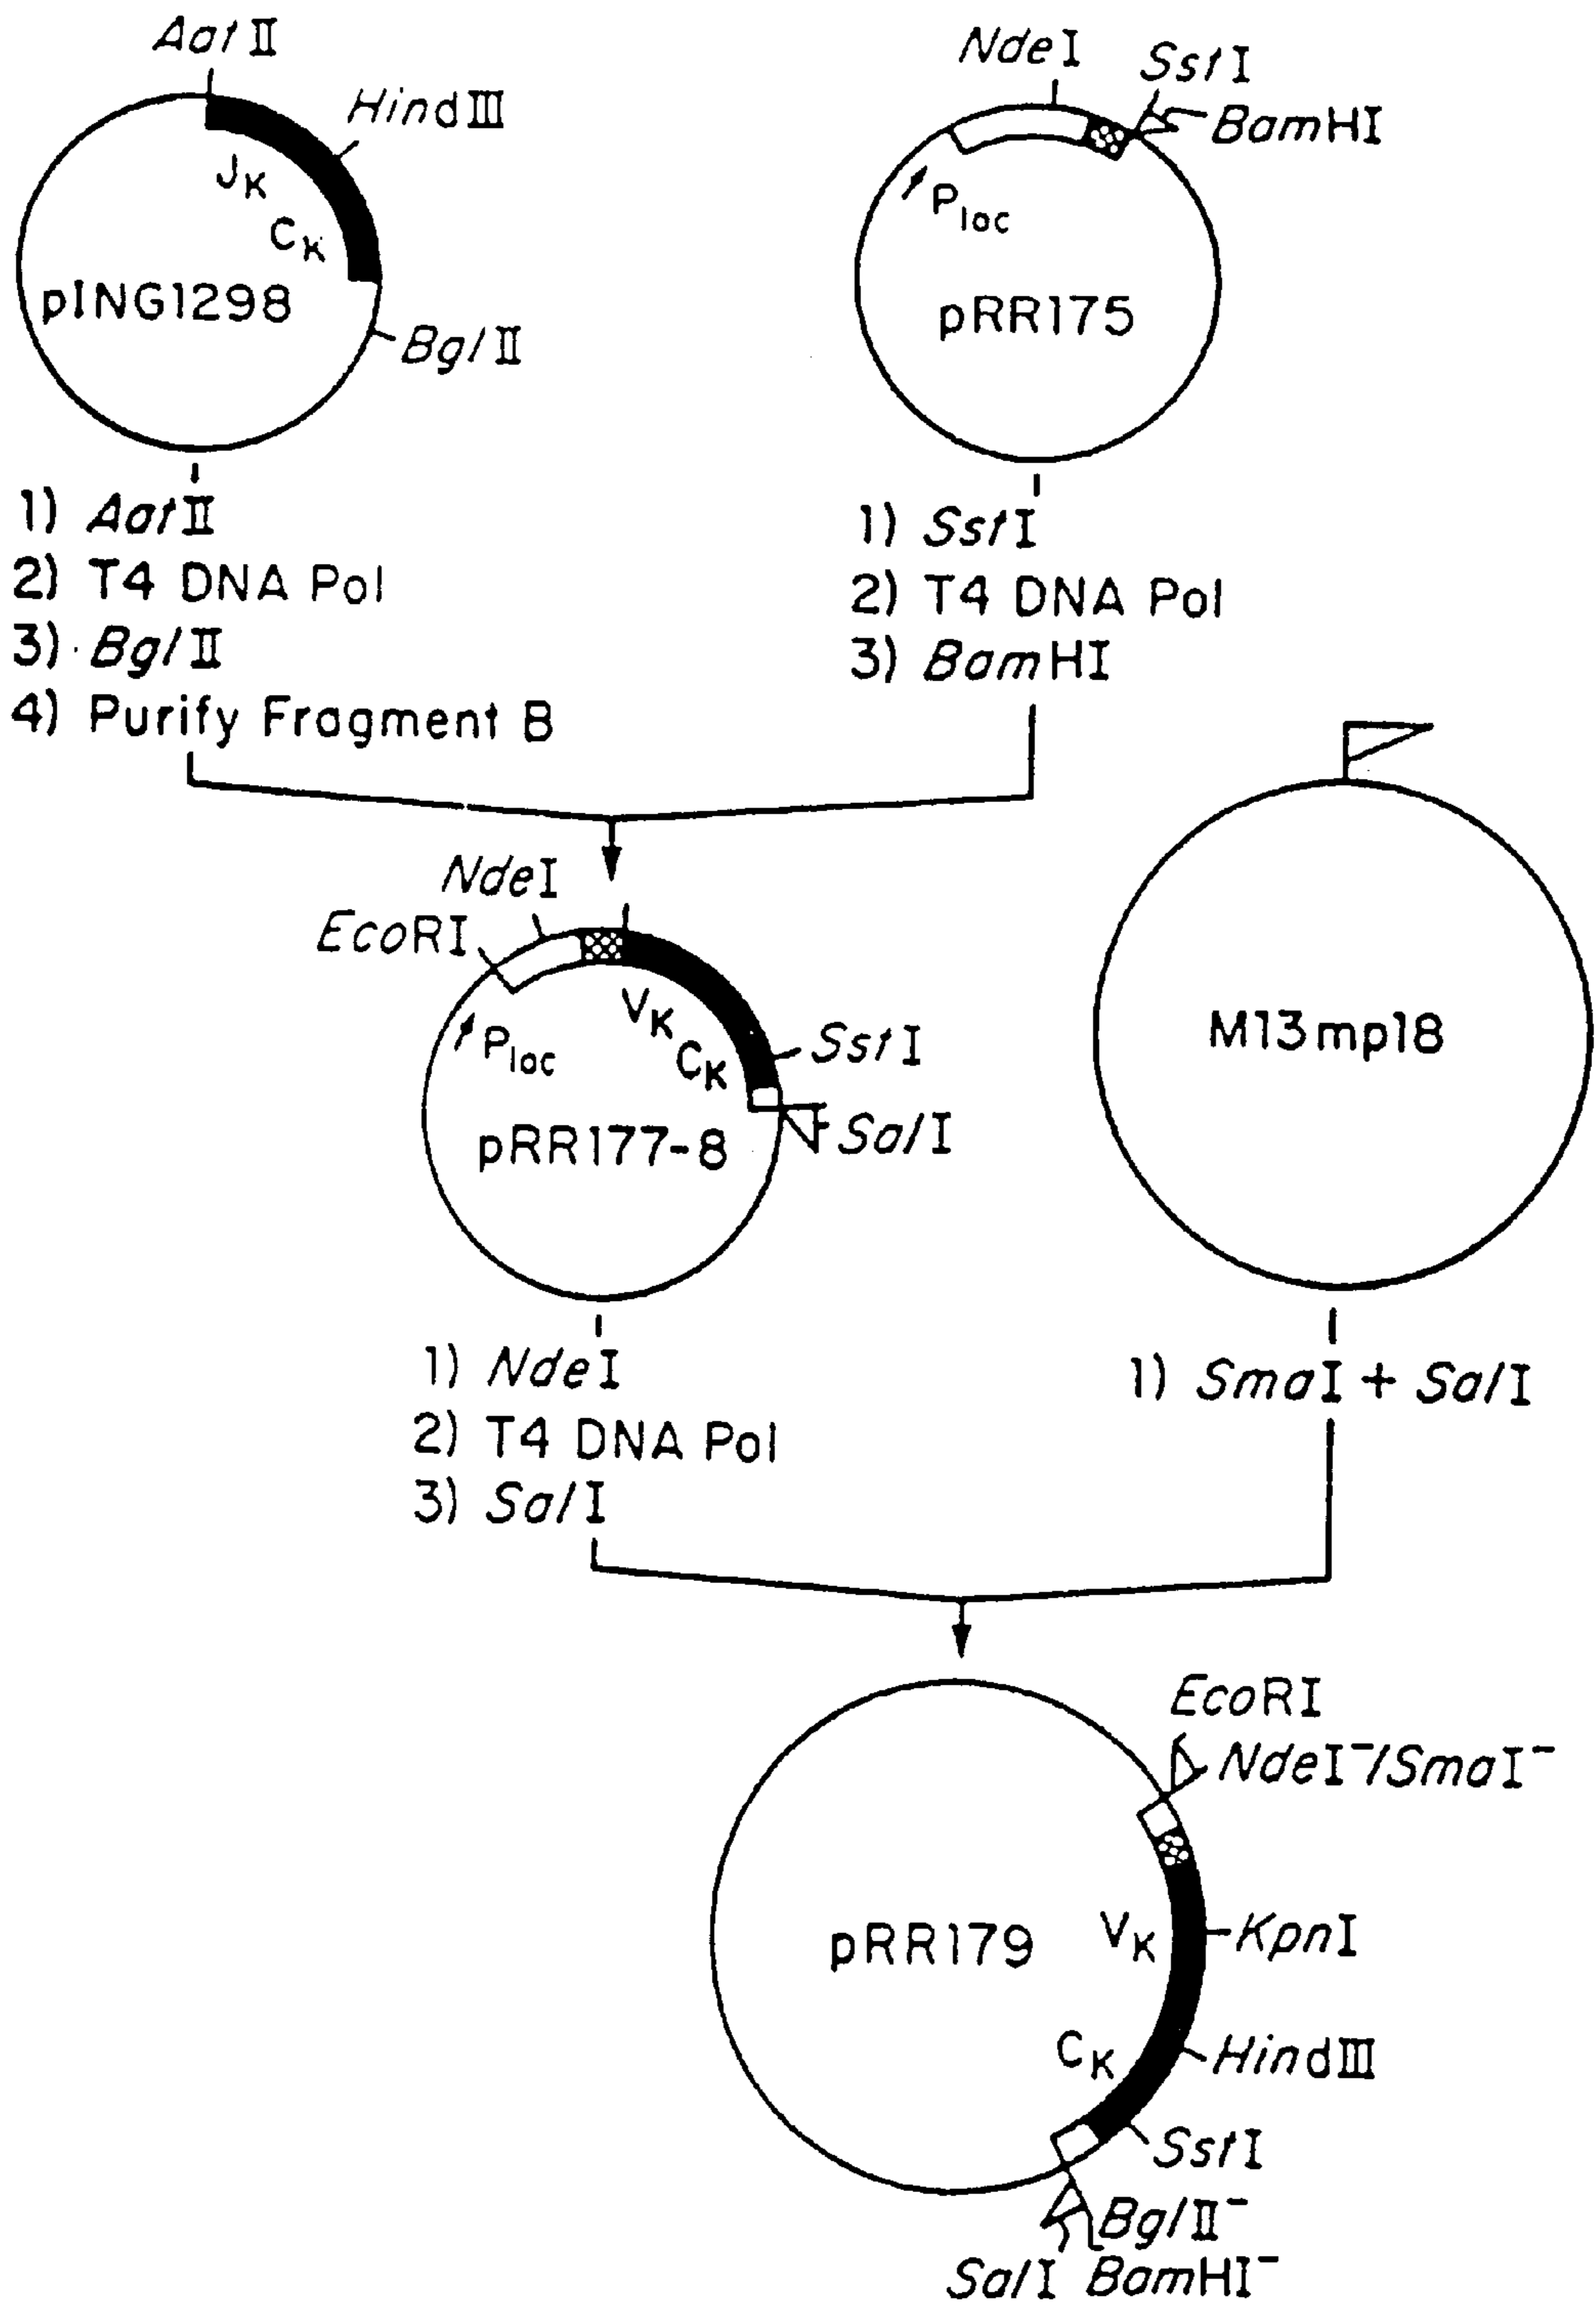 AatII
HindIII
JK
CK
pING1298
BglII
1) AatII
2) T4 DNA Pol
3) BglII
4) Purify Fragment B
NdeI
SstI
BamHI
Plac
pRR175
1) SstI
2) T4 DNA Pol
3) BamHI
NdeI
EcoRI
Plac
VK
CK
SstI
SalI
pRR177-8
1) NdeI
2) T4 DNA Pol
3) SalI
M13mp18
1) SmaI + SalI
EcoRI
NdeI⁻/SmaI⁻
VK
KpnI
pRR179
CK
HindIII
SstI
BglII⁻
SalI BamHI⁻